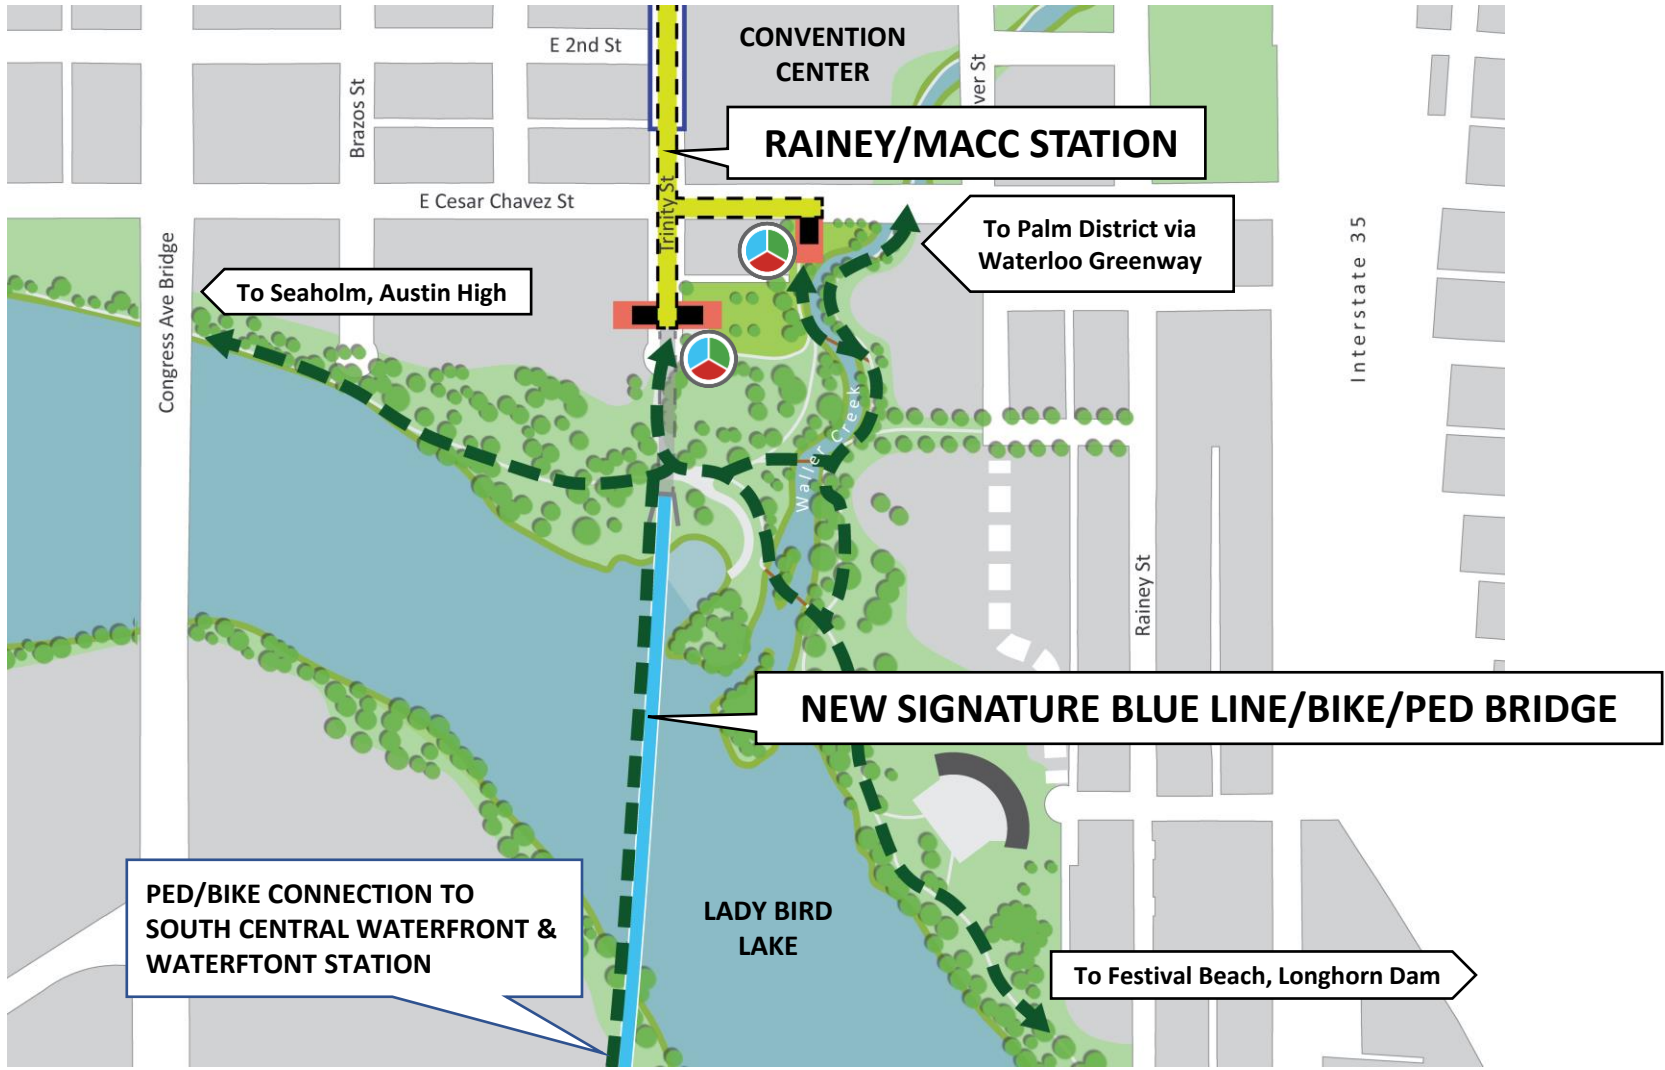 E 2nd St
CONVENTION
CENTER
Brazos St
ver St
RAINEY/MACC STATION
E Cesar Chavez St
Trinity St
To Palm District via
Waterloo Greenway
Interstate 35
Congress Ave Bridge
To Seaholm, Austin High
Waller Creek
Rainey St
NEW SIGNATURE BLUE LINE/BIKE/PED BRIDGE
PED/BIKE CONNECTION TO
SOUTH CENTRAL WATERFRONT &
WATERFTONT STATION
LADY BIRD
LAKE
To Festival Beach, Longhorn Dam